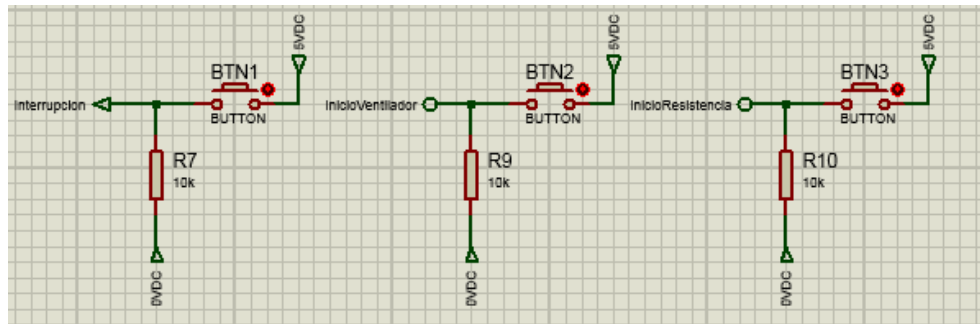 5VDC
BTN1
Interrupcion
BUTTON
R7
10k
0VDC
5VDC
BTN2
InicioVentilador
BUTTON
R9
10k
0VDC
5VDC
BTN3
InicioResistencia
BUTTON
R10
10k
0VDC